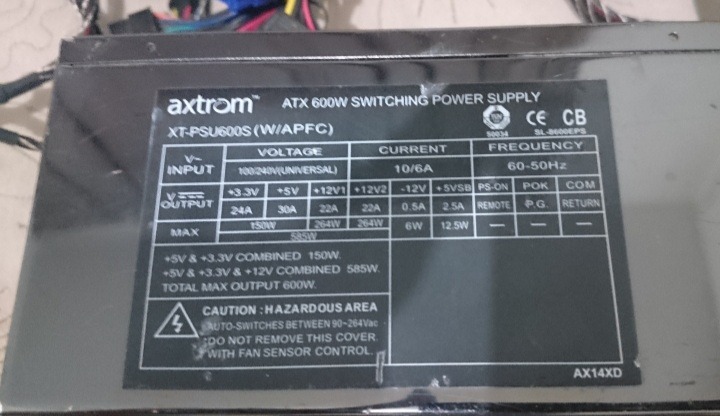 axtrom™ ATX 600W SWITCHING POWER SUPPLY
XT-PSU600S (W/APFC)
TUV CE CB
50034 SL-8600EPS
VOLTAGE CURRENT FREQUENCY
INPUT 100/240V(UNIVERSAL) 10/6A 60-50Hz
V OUTPUT +3.3V +5V +12V1 +12V2 -12V +5VSB PS-ON POK COM
24A 30A 22A 22A 0.5A 2.5A REMOTE P.G. RETURN
MAX 150W 264W 264W 6W 12.5W — — —
585W
+5V & +3.3V COMBINED 150W.
+5V & +3.3V & +12V COMBINED 585W.
TOTAL MAX OUTPUT 600W.
CAUTION : HAZARDOUS AREA
AUTO-SWITCHES BETWEEN 90~264Vac
DO NOT REMOVE THIS COVER.
WITH FAN SENSOR CONTROL.
AX14XD